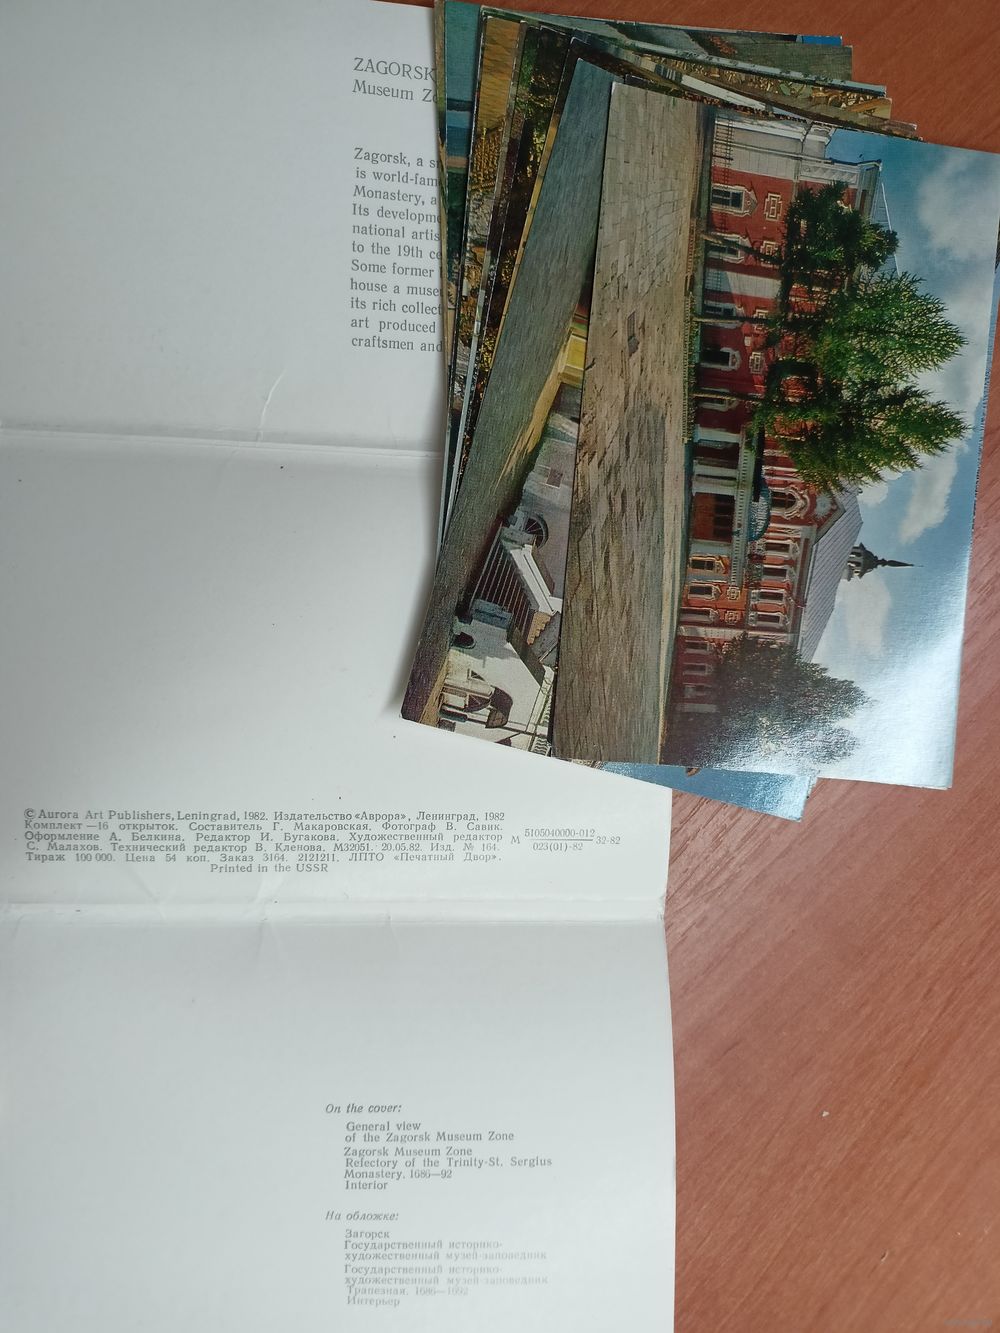 ZAGORSK
Museum
Zagorsk, a
is world-fam
Monastery, a
Its developme
national artis
to the 19th ce
Some former
house a muse
its rich collect
art produced
craftsmen and
© Aurora Art Publishers, Leningrad, 1982. Издательство «Аврора», Ленинград, 1982
Комплект —16 открыток. Составитель Г. Макаровская. Фотограф В. Савик.
Оформление А. Белкина. Редактор И. Бугакова. Художественный редактор
С. Малахов. Технический редактор В. Кленова. М32051. 20.05.82. Изд. № 164.
Тираж 100 000. Цена 54 коп. Заказ 3164. 2121211. ЛПТО «Печатный Двор».
Printed in the USSR
М 5105040000-012 32-82
023(01)-82
On the cover:
General view
of the Zagorsk Museum Zone
Zagorsk Museum Zone
Refectory of the Trinity-St. Sergius
Monastery. 1686—92
Interior
На обложке:
Загорск
Государственный историко-
художественный музей-заповедник
Государственный историко-
художественный музей-заповедник
Трапезная. 1686—1692
Интерьер